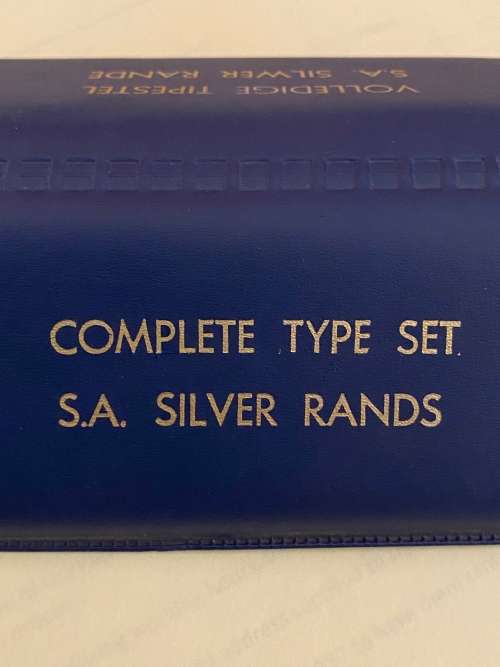 VOLLEDIGE TIPESTEL
S.A. SILWER RANDE
COMPLETE TYPE SET.
S.A. SILVER RANDS